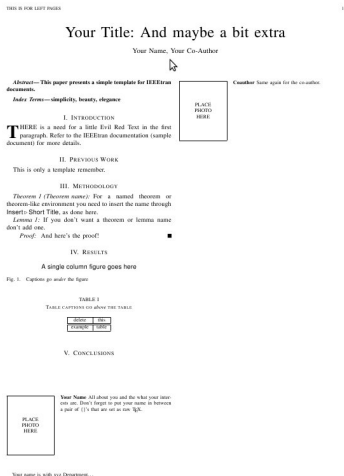 THIS IS FOR LEFT PAGES
1
Your Title: And maybe a bit extra
Your Name, Your Co-Author
Abstract—This paper presents a simple template for IEEEtran
documents.
Index Terms—simplicity, beauty, elegance
I. INTRODUCTION
THERE is a need for a little Evil Red Text in the first
paragraph. Refer to the IEEEtran documentation (sample
document) for more details.
II. PREVIOUS WORK
This is only a template remember.
III. METHODOLOGY
Theorem 1 (Theorem name): For a named theorem or
theorem-like environment you need to insert the name through
Insert▷Short Title, as done here.
Lemma 1: If you don't want a theorem or lemma name
don't add one.
Proof: And here's the proof!
IV. RESULTS
A single column figure goes here
Fig. 1. Captions go under the figure
TABLE I
TABLE CAPTIONS GO above THE TABLE
delete this
example table
V. CONCLUSIONS
PLACE
PHOTO
HERE
Your Name All about you and the what your inter-
ests are. Don't forget to put your name in between
a pair of {}'s that are set as raw TeX.
Your name is with xyz Department...
PLACE
PHOTO
HERE
Coauthor Same again for the co-author.